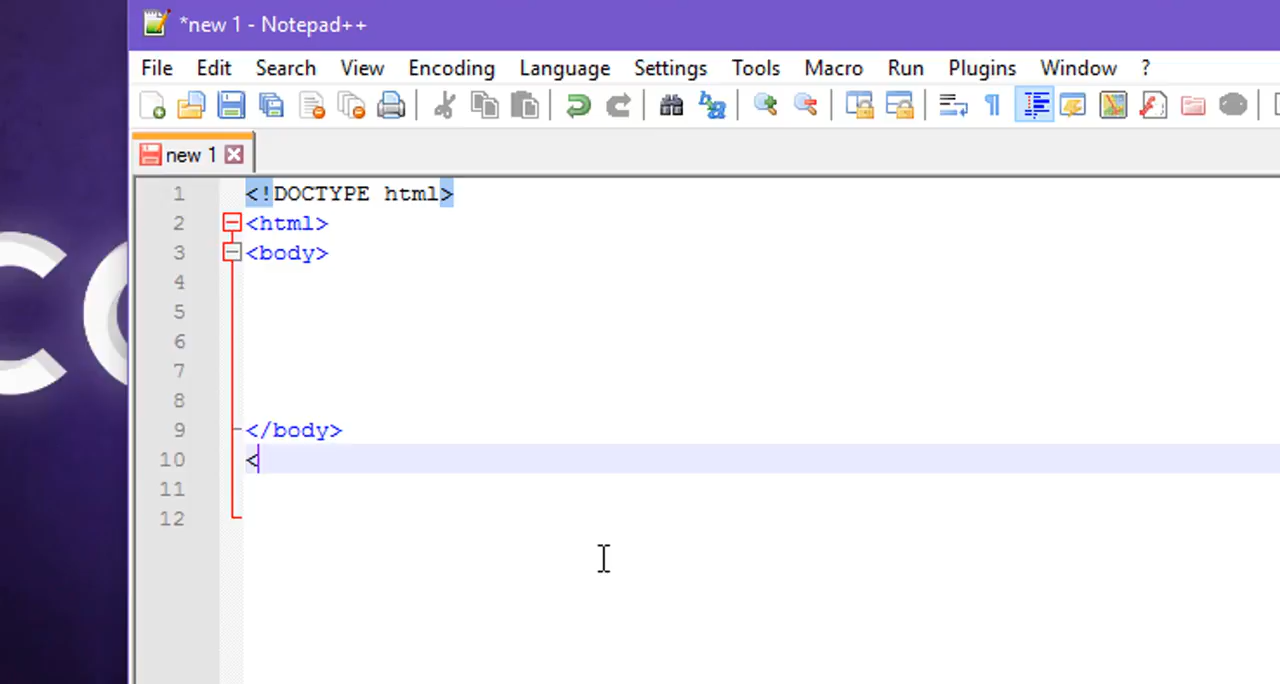 *new 1 - Notepad++
File Edit Search View Encoding Language Settings Tools Macro Run Plugins Window ?
new 1
1 <!DOCTYPE html>
2 <html>
3 <body>
4
5
6
7
8
9 </body>
10 <
11
12